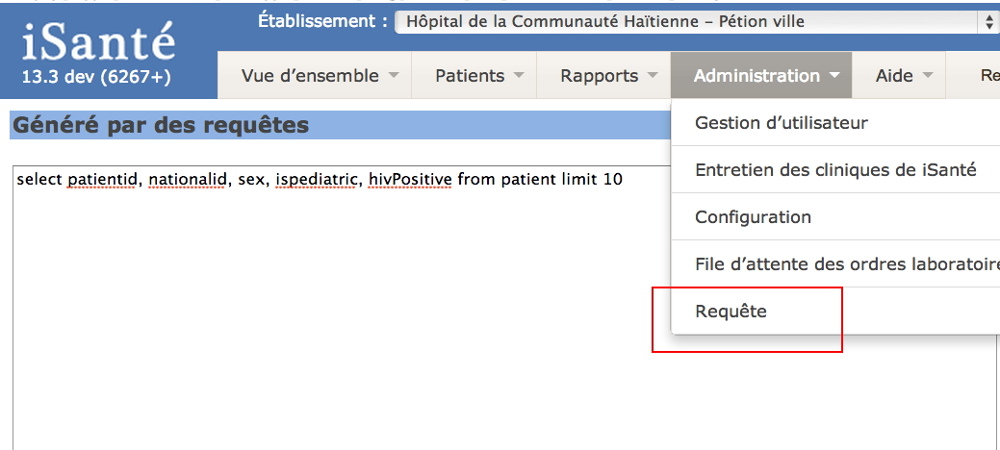 Établissement : Hôpital de la Communauté Haïtienne – Pétion ville
iSanté
13.3 dev (6267+)
Vue d’ensemble Patients Rapports Administration Aide Re
Généré par des requêtes
Gestion d’utilisateur
Entretien des cliniques de iSanté
Configuration
File d’attente des ordres laboratoire
Requête
select patientid, nationalid, sex, ispediatric, hivPositive from patient limit 10